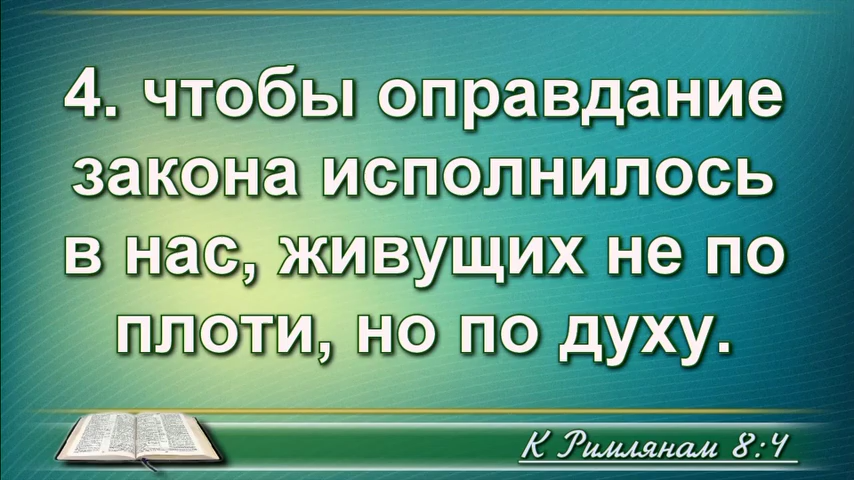 4. чтобы оправдание
закона исполнилось
в нас, живущих не по
плоти, но по духу.
К Римлянам 8:4